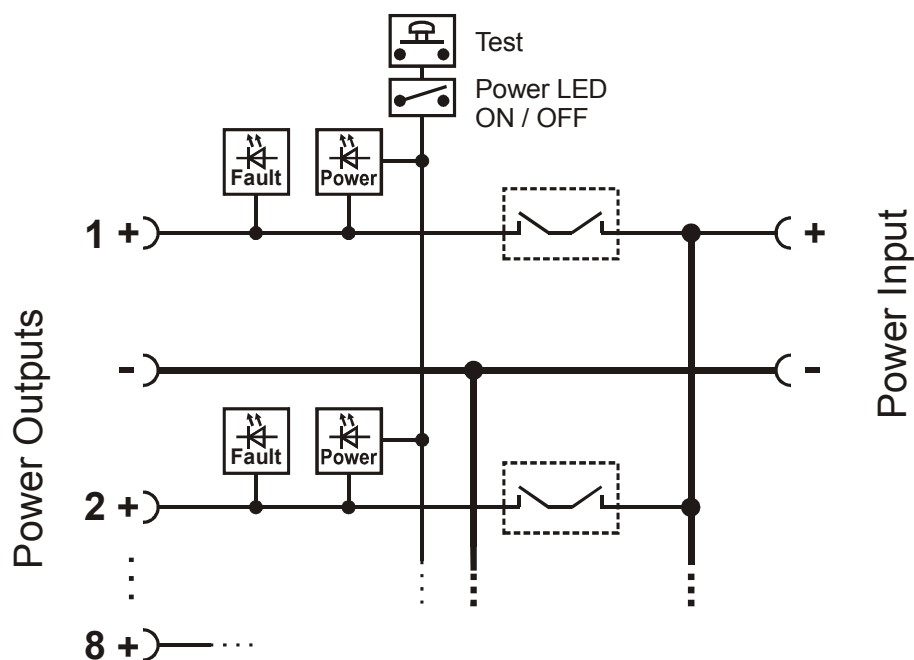 Test
Power LED
ON / OFF
Fault
Power
1 +
+
-
-
Fault
Power
2 +
8 +
Power Outputs
Power Input